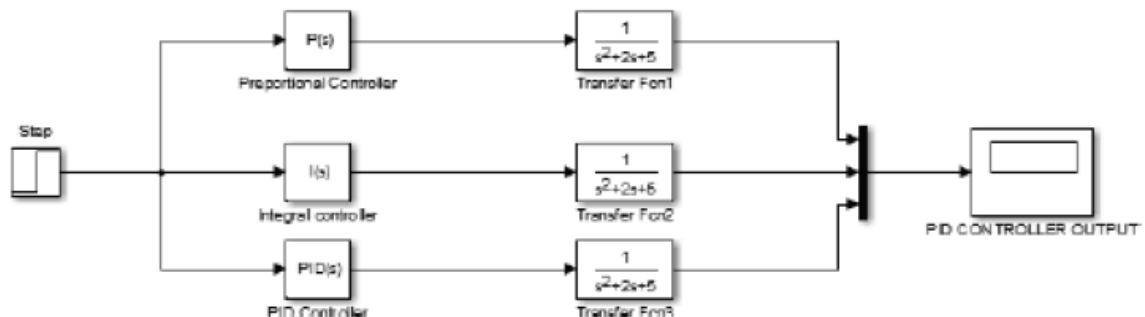 P(s)
1
s²+2s+5
Preportional Controller
Transfer Fcn1
Step
I(s)
1
s²+2s+5
Integral controller
Transfer Fcn2
PID(s)
1
s²+2s+5
PID CONTROLLER OUTPUT
PID Controller
Transfer Fcn3